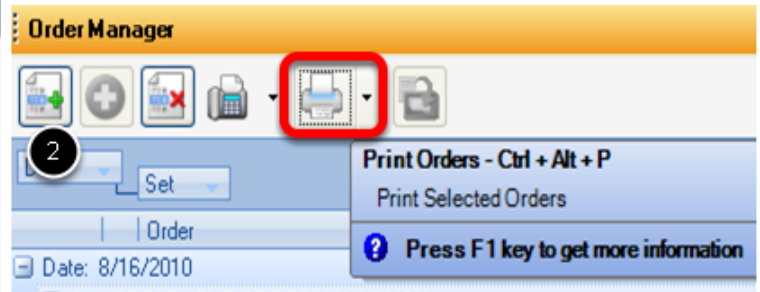 Order Manager
2
Set
Print Orders - Ctrl + Alt + P
Print Selected Orders
Order
Press F1 key to get more information
Date: 8/16/2010